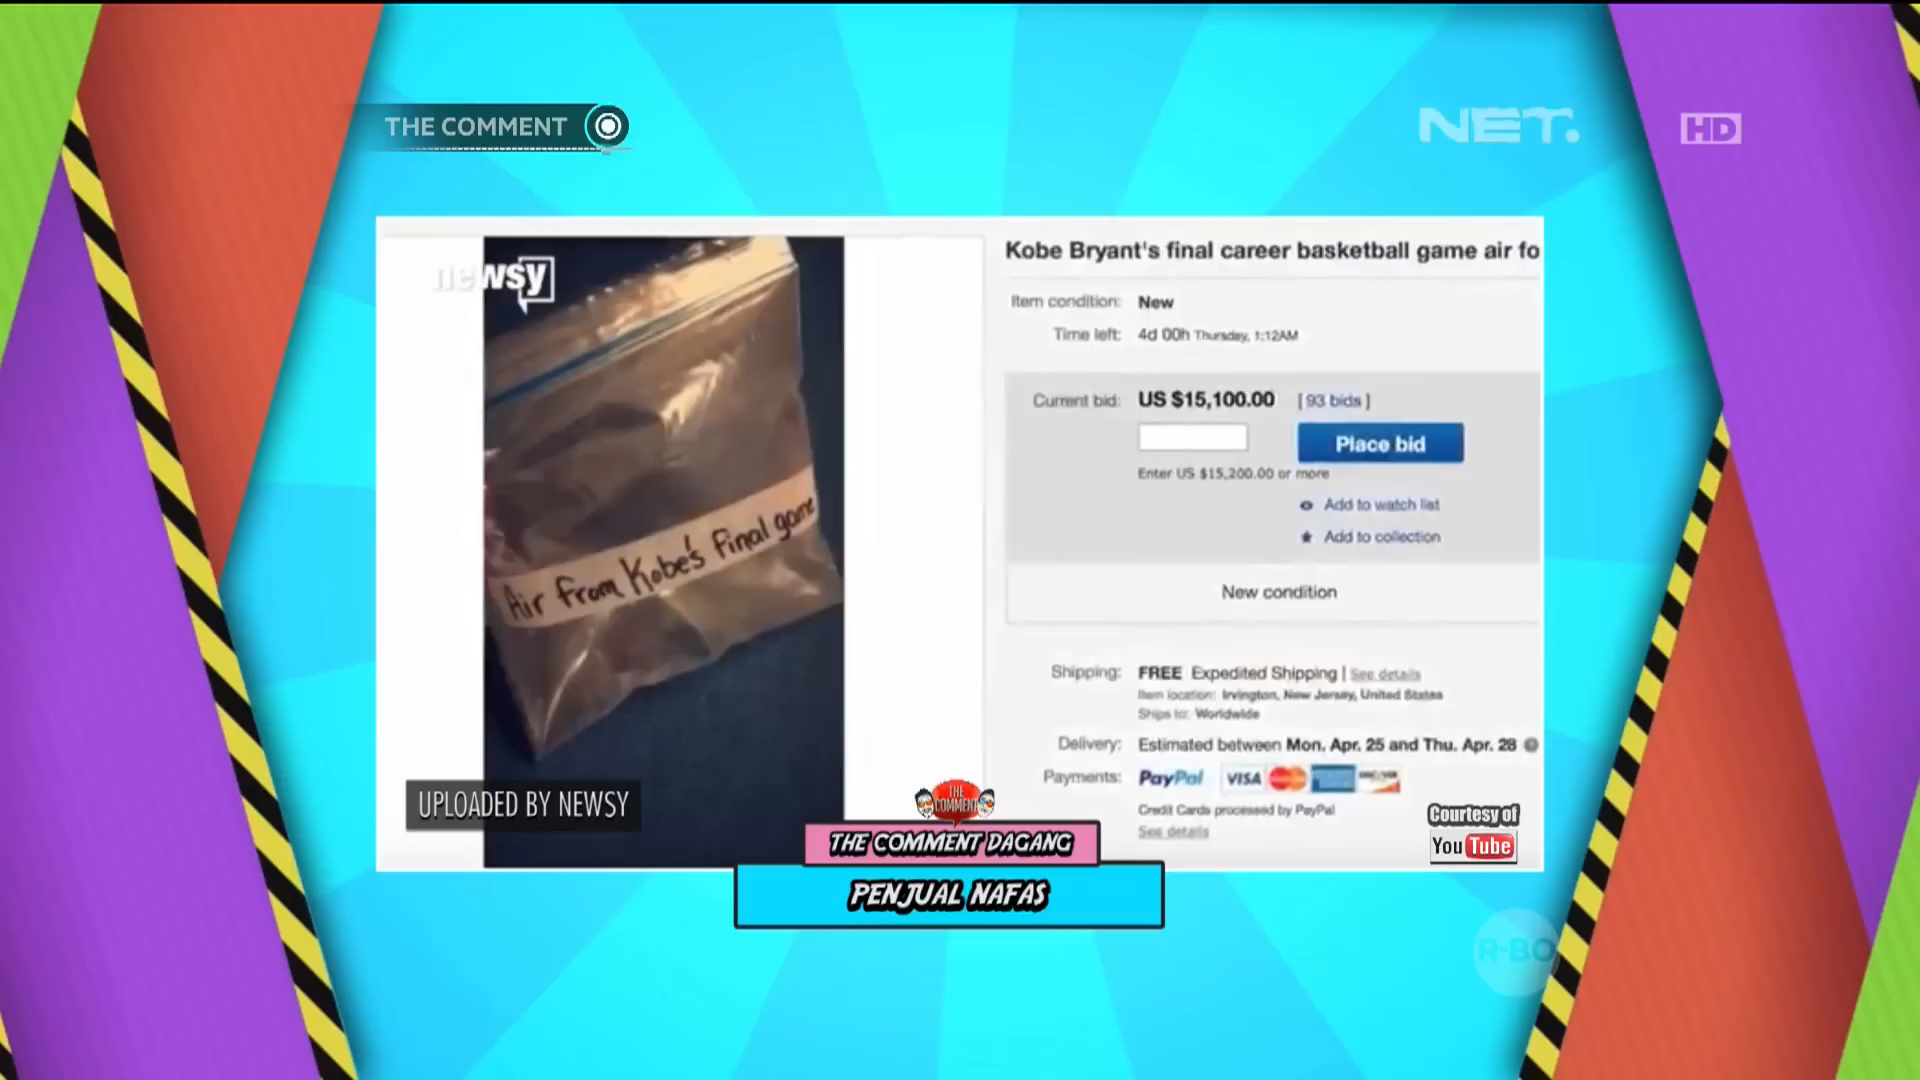 THE COMMENT
NET.
HD
newsy
Air from Kobe's final game
UPLOADED BY NEWSY
Kobe Bryant's final career basketball game air fo
Item condition: New
Time left: 4d 00h Thursday, 1:12AM
Current bid: US $15,100.00 [ 93 bids ]
Place bid
Enter US $15,200.00 or more
Add to watch list
Add to collection
New condition
Shipping: FREE Expedited Shipping | See details
Item location: Irvington, New Jersey, United States
Ships to: Worldwide
Delivery: Estimated between Mon. Apr. 25 and Thu. Apr. 28
Payments: PayPal VISA MasterCard DISCOVER
Credit Cards processed by PayPal
See details
Courtesy of
YouTube
THE COMMENT
THE COMMENT DAGANG
PENJUAL NAFAS
R-BO